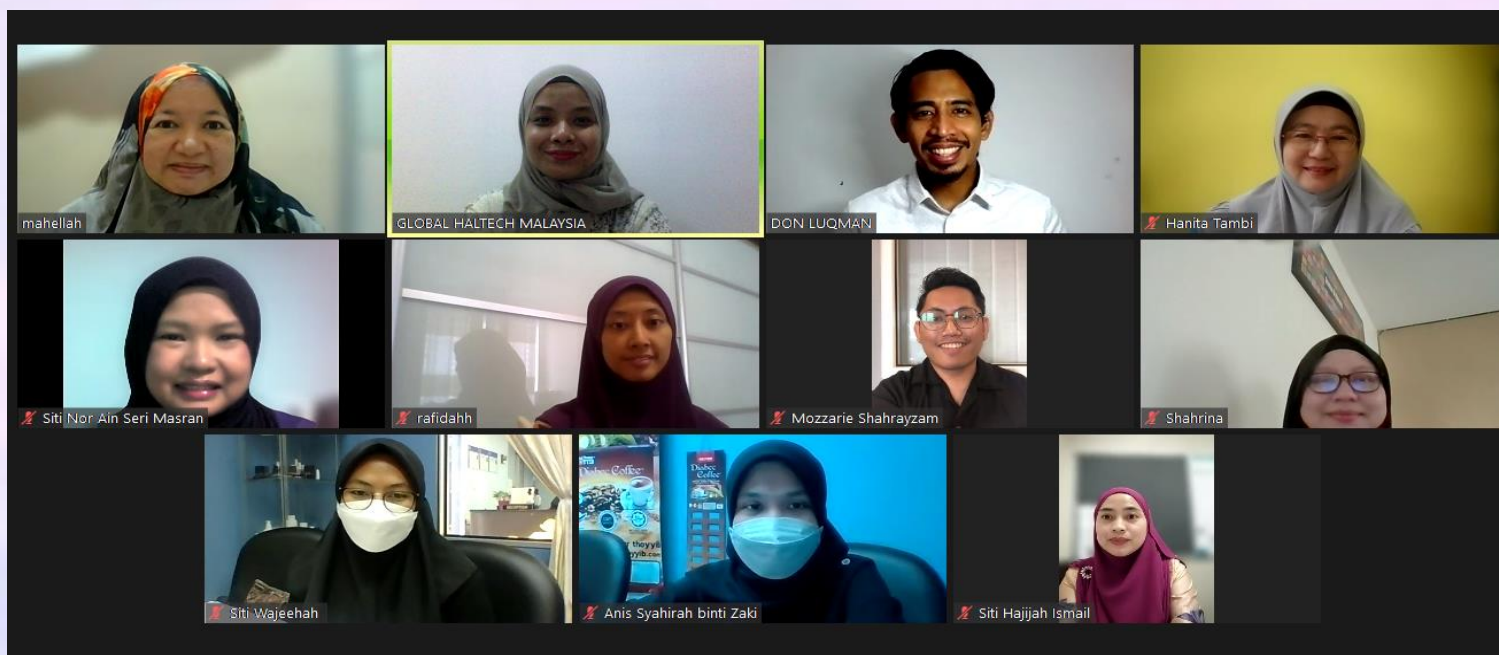 mahellah
GLOBAL HALTECH MALAYSIA
DON LUQMAN
Hanita Tambi
Siti Nor Ain Seri Masran
rafidahh
Mozzarie Shahrayzam
Shahrina
Siti Wajeehah
Anis Syahirah binti Zaki
Siti Hajijah Ismail
Diabec Coffee
Diabec
Coffee